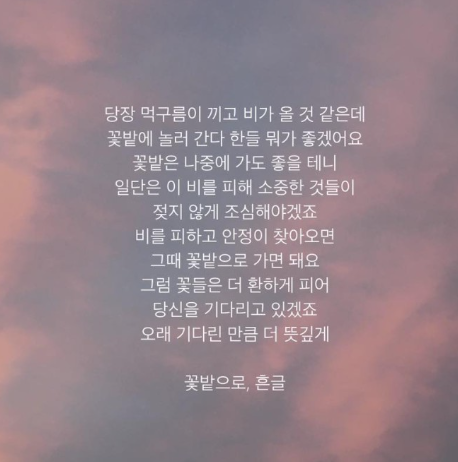 당장 먹구름이 끼고 비가 올 것 같은데
꽃밭에 놀러 간다 한들 뭐가 좋겠어요
꽃밭은 나중에 가도 좋을 테니
일단은 이 비를 피해 소중한 것들이
젖지 않게 조심해야겠죠
비를 피하고 안정이 찾아오면
그때 꽃밭으로 가면 돼요
그럼 꽃들은 더 환하게 피어
당신을 기다리고 있겠죠
오래 기다린 만큼 더 뜻깊게
꽃밭으로, 흔글